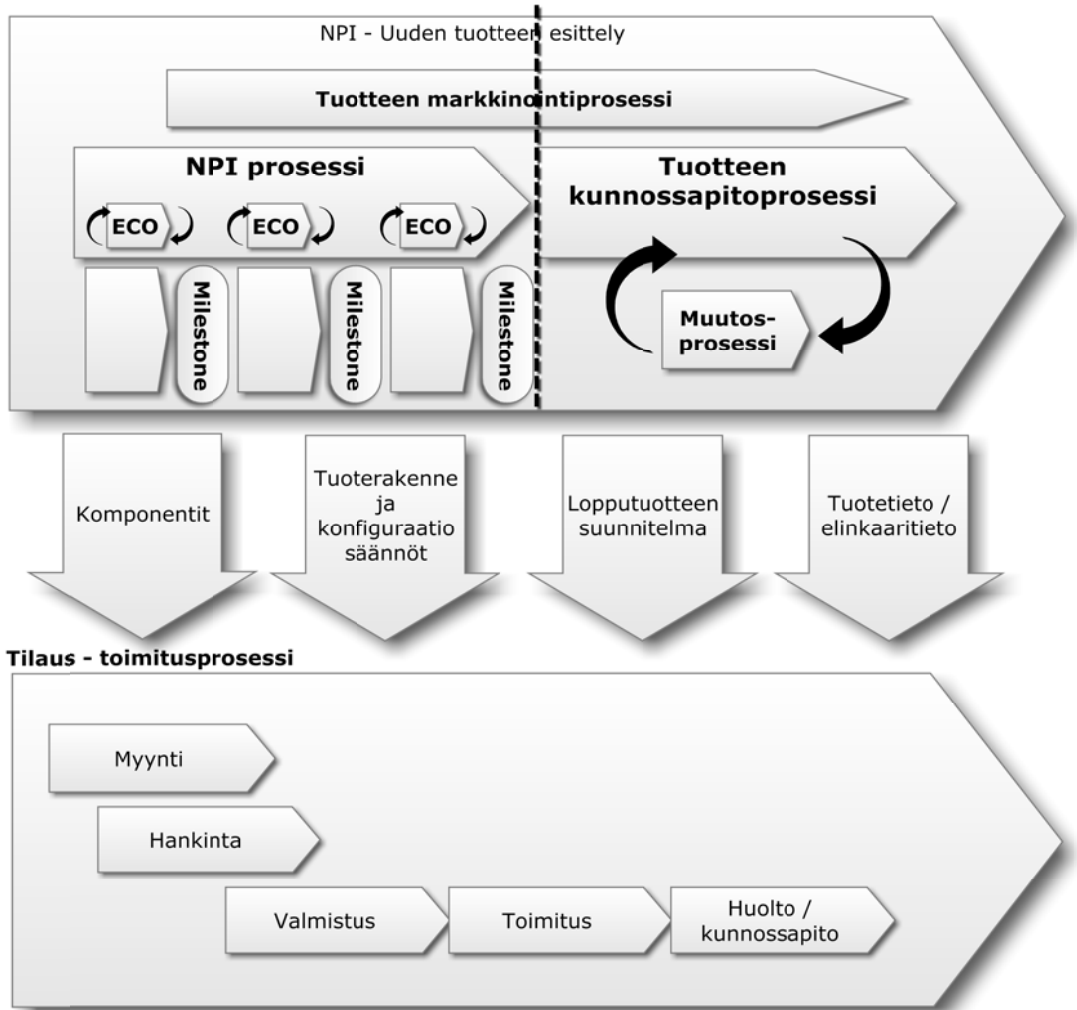 NPI - Uuden tuotteen esittely
Tuotteen markkinointiprosessi
NPI prosessi
ECO
ECO
ECO
Milestone
Milestone
Milestone
Tuotteen
kunnossapitoprosessi
Muutos-
prosessi
Komponentit
Tuoterakenne
ja
konfiguraatio
säännöt
Lopputuotteen
suunnitelma
Tuotetieto /
elinkaaritieto
Tilaus - toimitusprosessi
Myynti
Hankinta
Valmistus
Toimitus
Huolto /
kunnossapito